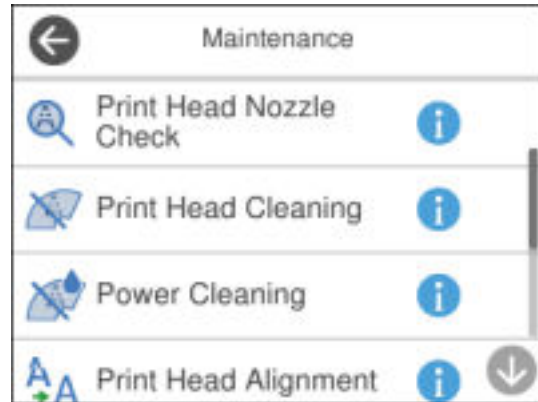 Maintenance
Print Head Nozzle
Check
Print Head Cleaning
Power Cleaning
Print Head Alignment